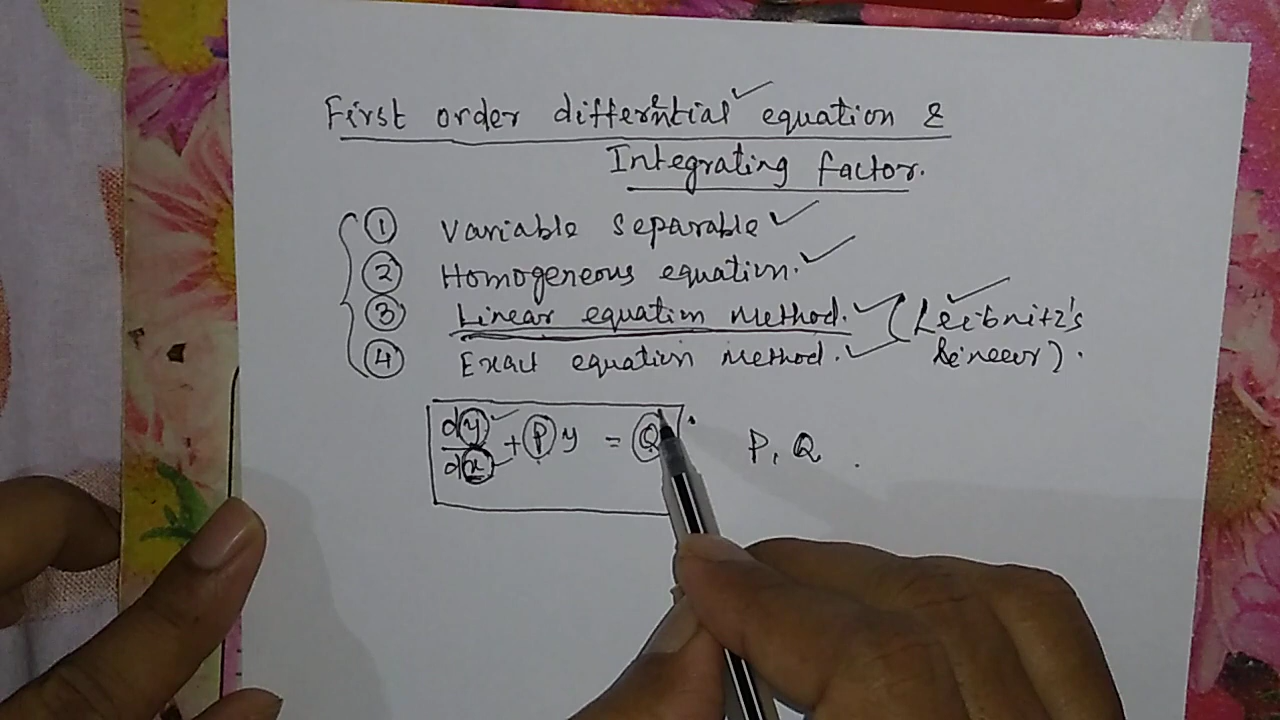 First order differential equation &
Integrating factor.
① Variable separable ✓
② Homogeneous equation. ✓
③ Linear equation method. ✓ (Leibnitz's
④ Exact equation method. ✓ linear).
dy/dx + Py = Q. P, Q .